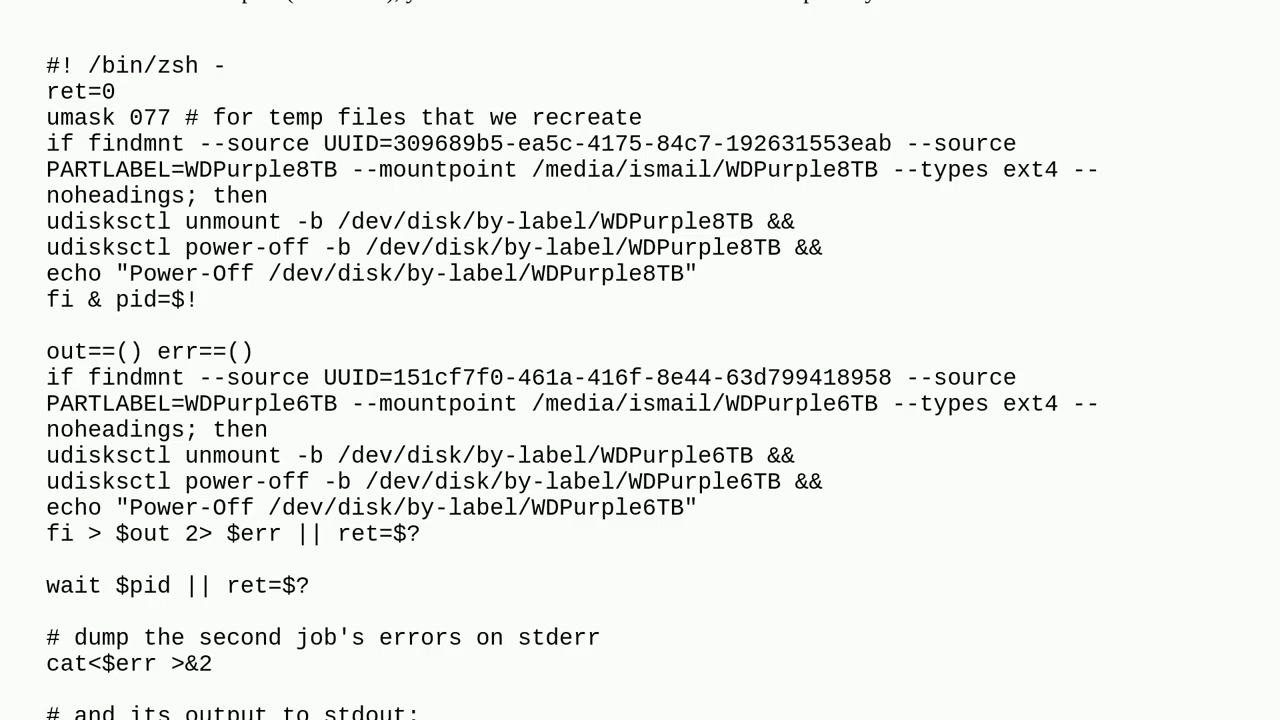 #! /bin/zsh -
ret=0
umask 077 # for temp files that we recreate
if findmnt --source UUID=309689b5-ea5c-4175-84c7-192631553eab --source
PARTLABEL=WDPurple8TB --mountpoint /media/ismail/WDPurple8TB --types ext4 --
noheadings; then
udisksctl unmount -b /dev/disk/by-label/WDPurple8TB &&
udisksctl power-off -b /dev/disk/by-label/WDPurple8TB &&
echo "Power-Off /dev/disk/by-label/WDPurple8TB"
fi & pid=$!
out==() err==()
if findmnt --source UUID=151cf7f0-461a-416f-8e44-63d799418958 --source
PARTLABEL=WDPurple6TB --mountpoint /media/ismail/WDPurple6TB --types ext4 --
noheadings; then
udisksctl unmount -b /dev/disk/by-label/WDPurple6TB &&
udisksctl power-off -b /dev/disk/by-label/WDPurple6TB &&
echo "Power-Off /dev/disk/by-label/WDPurple6TB"
fi > $out 2> $err || ret=$?
wait $pid || ret=$?
# dump the second job's errors on stderr
cat<$err >&2
# and its output to stdout: